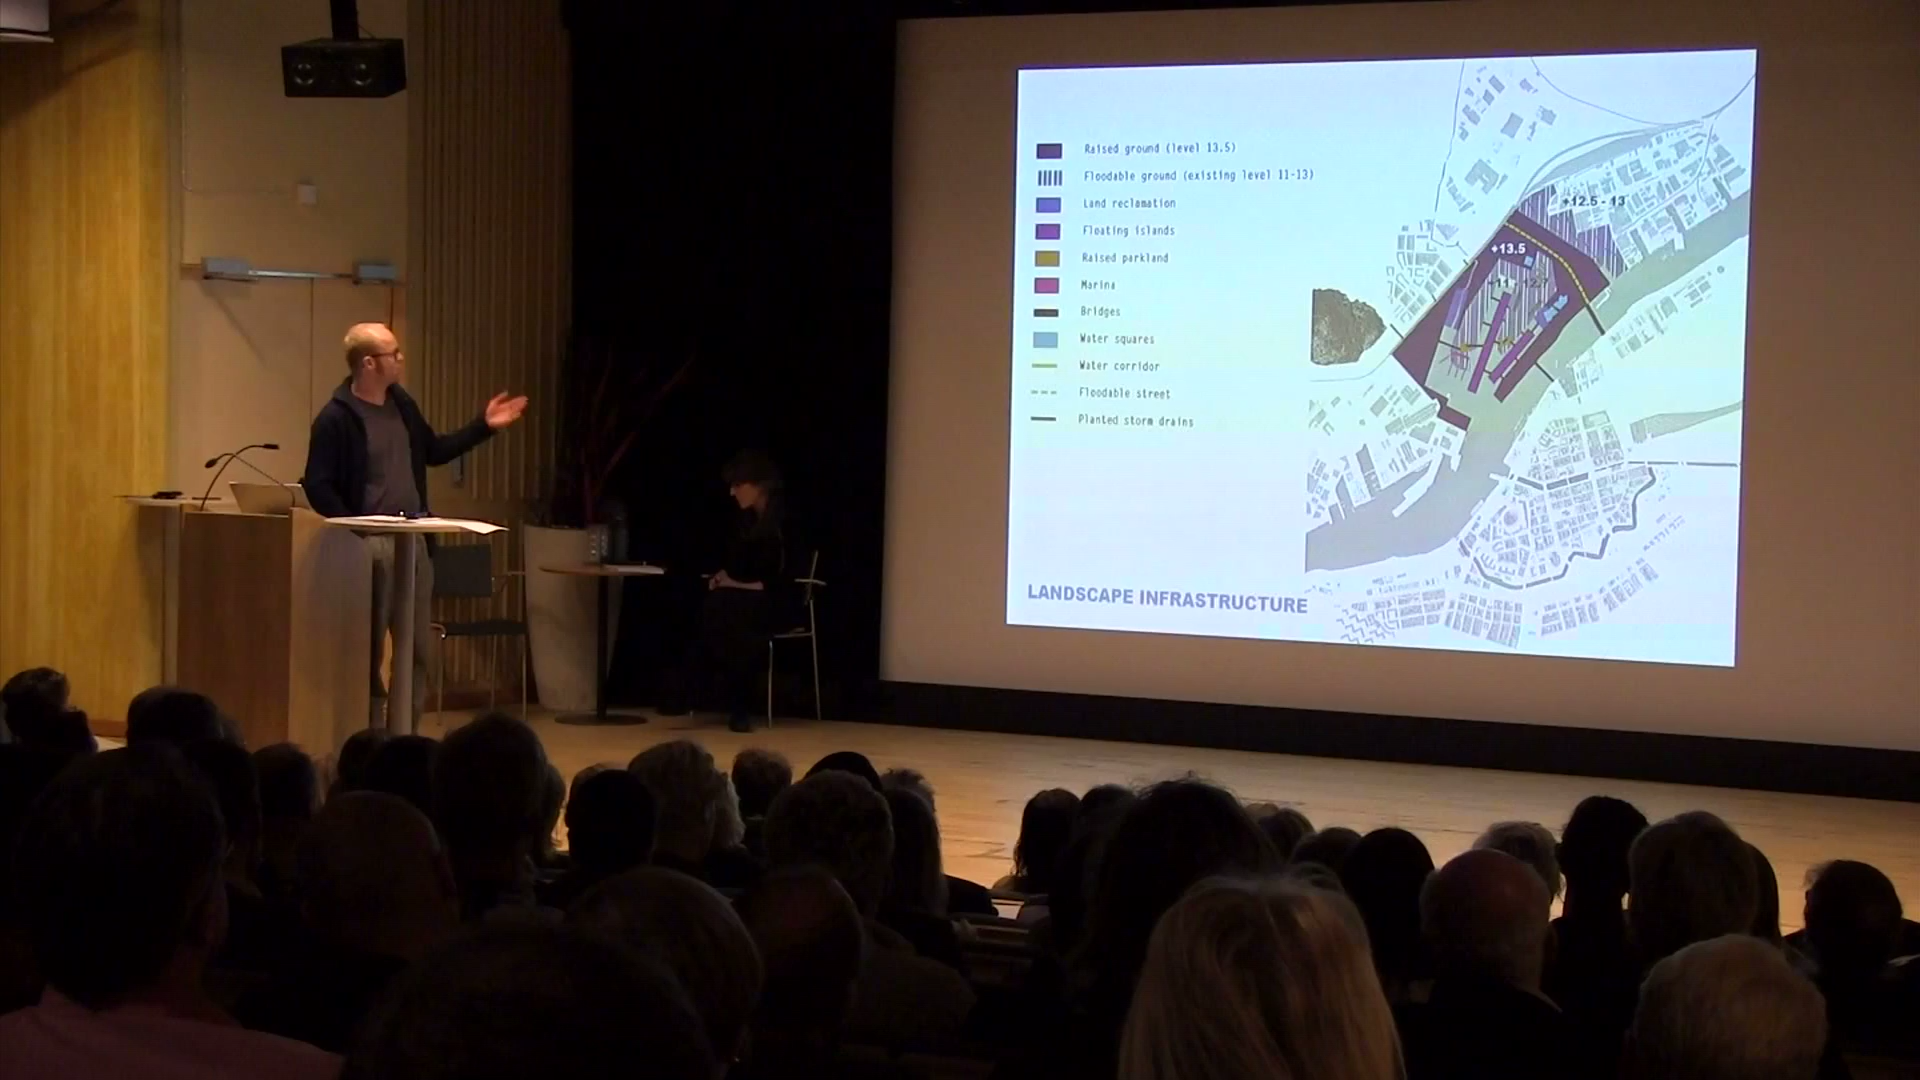 Raised ground (level 13.5)
Floodable ground (existing level 11-13)
Land reclamation
Floating islands
Raised parkland
Marina
Bridges
Water squares
Water corridor
Floodable street
Planted storm drains
+12.5 - 13
+13.5
LANDSCAPE INFRASTRUCTURE